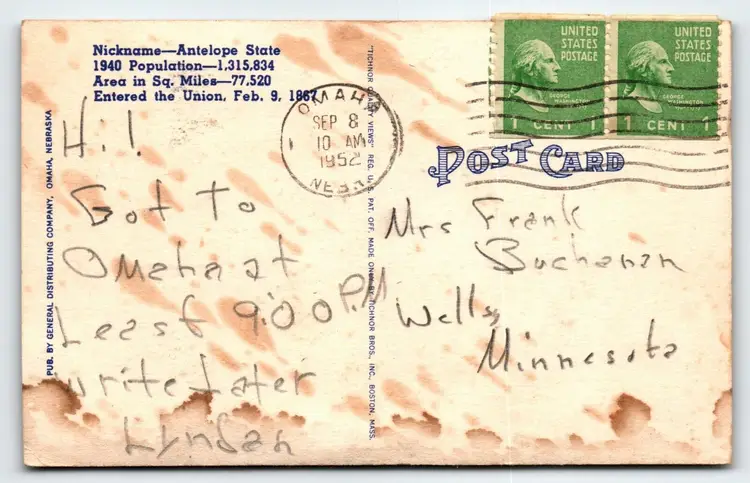 Nickname—Antelope State
1940 Population—1,315,834
Area in Sq. Miles—77,520
Entered the Union, Feb. 9, 1867
OMAHA
SEP 8
10 AM
1952
NEBR.
UNITED
STATES
POSTAGE
GEORGE
WASHINGTON
1 CENT 1
UNITED
STATES
POSTAGE
GEORGE
WASHINGTON
1 CENT 1
POST CARD
PUB. BY GENERAL DISTRIBUTING COMPANY, OMAHA, NEBRASKA
"TICHNOR QUALITY VIEWS" REG. U. S. PAT. OFF. MADE ONLY BY TICHNOR BROS., INC., BOSTON, MASS.
Hi!
Got To
Omaha at
Least 9:00 P.M
write Later
Mrs Frank
Buchanan
Wells,
Minnesota